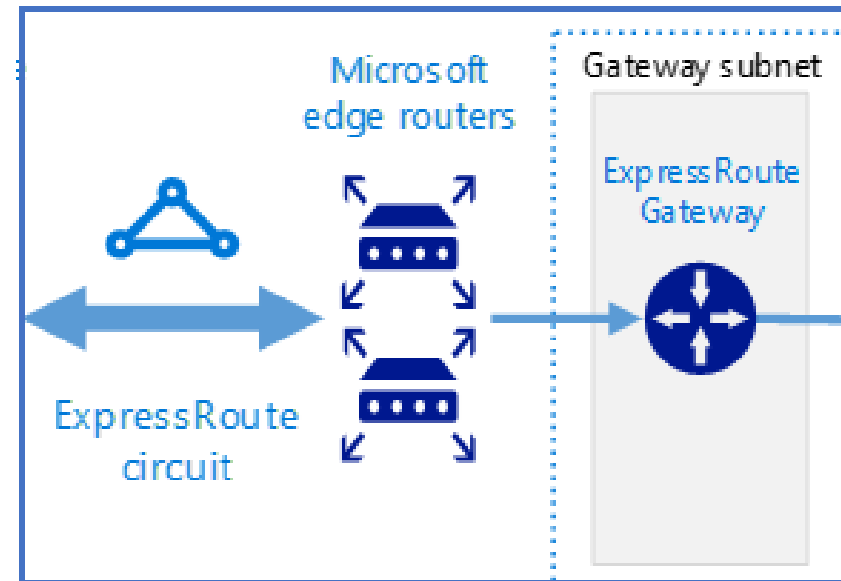 Microsoft
edge routers
Gateway subnet
ExpressRoute
Gateway
ExpressRoute
circuit